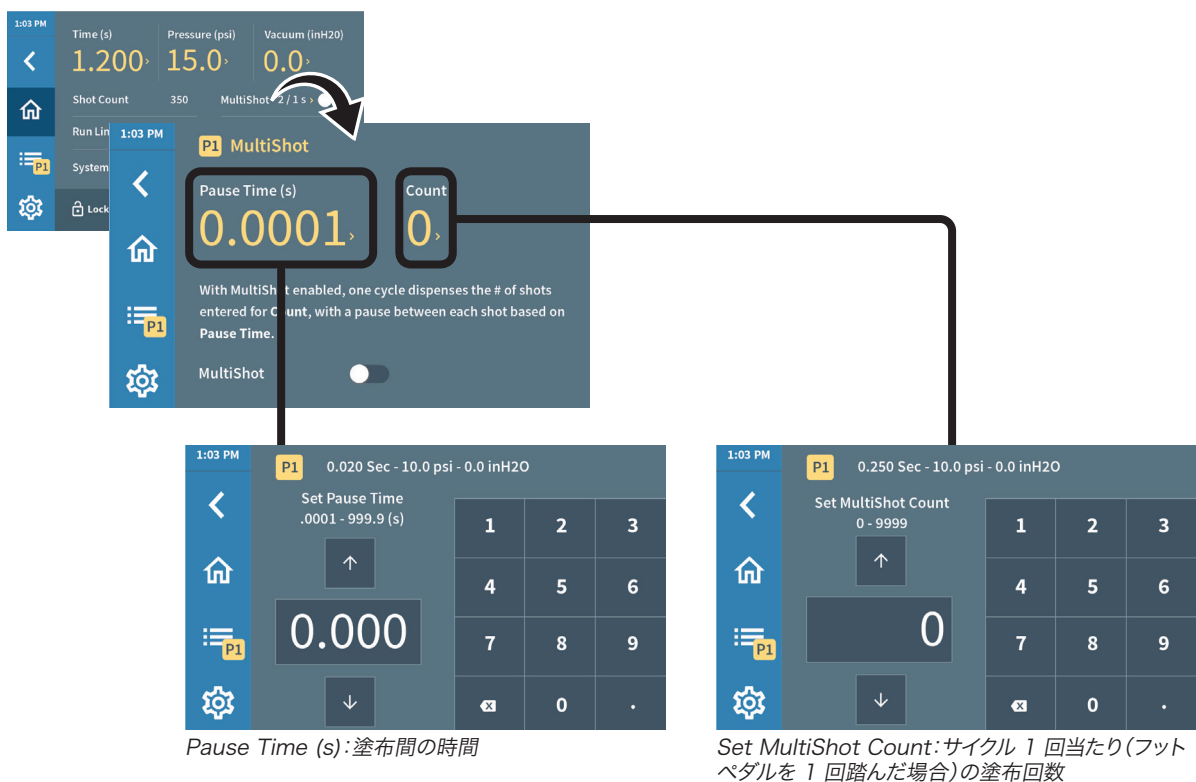 1:03 PM
Time (s)
Pressure (psi)
Vacuum (inH20)
1.200
15.0
0.0
Shot Count
350
MultiShot
2 / 1 s
Run Lin
System
P1
Lock
1:03 PM
P1 MultiShot
Pause Time (s)
Count
0.0001
0
With MultiSh t enabled, one cycle dispenses the # of shots
entered for C unt, with a pause between each shot based on
Pause Time.
P1
MultiShot
1:03 PM
P1 0.020 Sec - 10.0 psi - 0.0 inH2O
Set Pause Time
.0001 - 999.9 (s)
0.000
P1
1 2 3
4 5 6
7 8 9
0 .
Pause Time (s)：塗布間の時間
1:03 PM
P1 0.250 Sec - 10.0 psi - 0.0 inH2O
Set MultiShot Count
0 - 9999
0
P1
1 2 3
4 5 6
7 8 9
0 .
Set MultiShot Count：サイクル 1 回当たり（フット
ペダルを 1 回踏んだ場合）の塗布回数